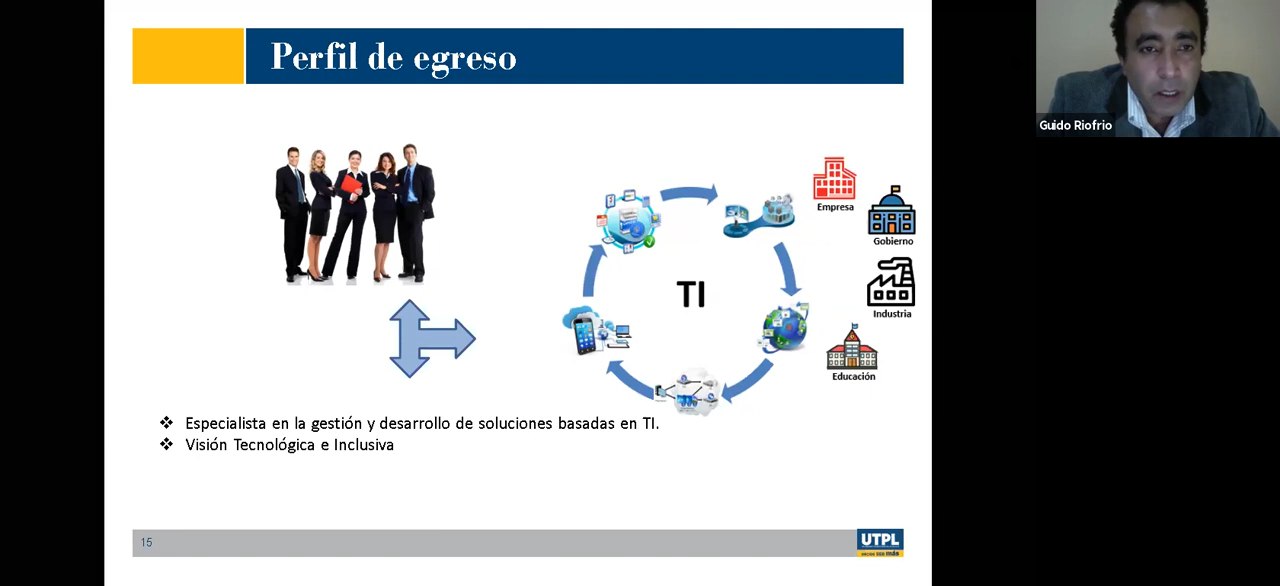 Perfil de egreso
Guido Riofrio
Empresa
Gobierno
TI
Industria
Educación
❖ Especialista en la gestión y desarrollo de soluciones basadas en TI.
❖ Visión Tecnológica e Inclusiva
15
UTPL